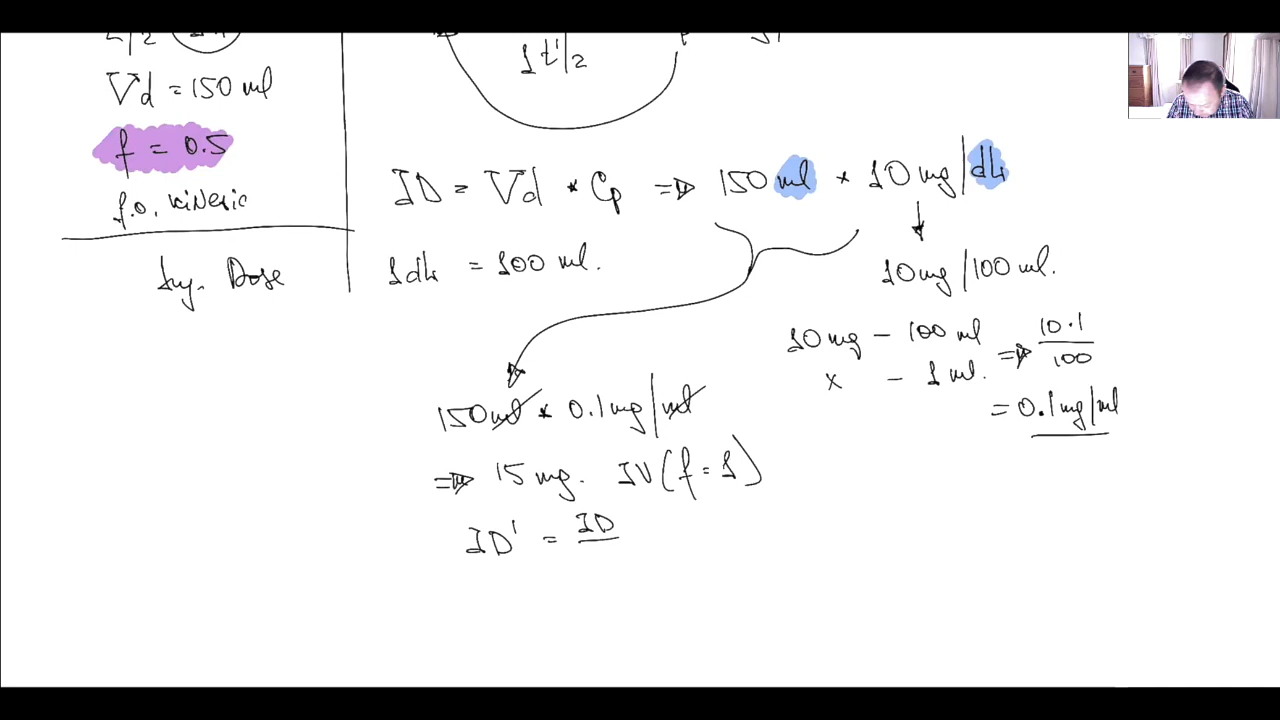 Vd = 150 ml
f = 0.5
f.o. kinetic
Dose
1 t 1/2
ID = Vd * Cp ⇒ 150 ml * 10 mg/dL
1 dL = 100 ml.
10 mg/100 ml.
10 mg - 100 ml ⇒ 10.1/100
x - 1 ml.
= 0.1 mg/ml
150 ml * 0.1 mg/ml
⇒ 15 mg. IV (f = 1)
ID' = ID